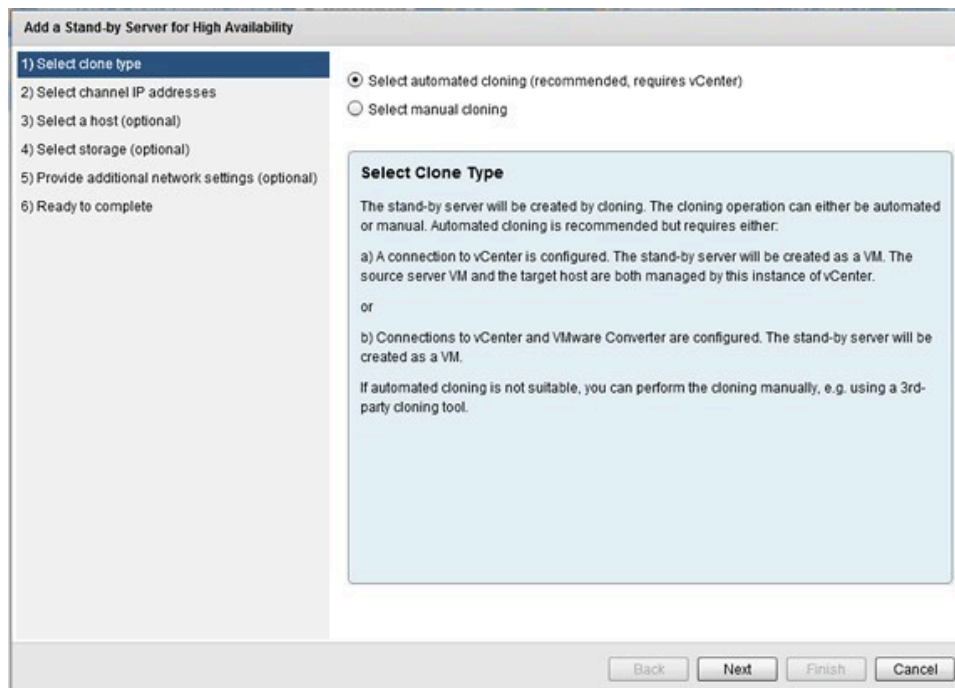 Add a Stand-by Server for High Availability
1) Select clone type
2) Select channel IP addresses
3) Select a host (optional)
4) Select storage (optional)
5) Provide additional network settings (optional)
6) Ready to complete
Select automated cloning (recommended, requires vCenter)
Select manual cloning
Select Clone Type
The stand-by server will be created by cloning. The cloning operation can either be automated
or manual. Automated cloning is recommended but requires either:
a) A connection to vCenter is configured. The stand-by server will be created as a VM. The
source server VM and the target host are both managed by this instance of vCenter.
or
b) Connections to vCenter and VMware Converter are configured. The stand-by server will be
created as a VM.
If automated cloning is not suitable, you can perform the cloning manually, e.g. using a 3rd-
party cloning tool.
Back
Next
Finish
Cancel